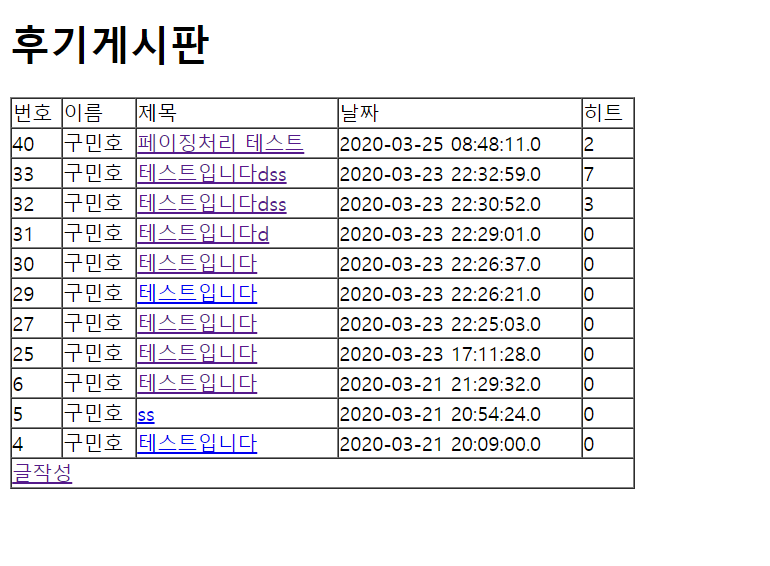 후기게시판
번호 이름 제목 날짜 히트
40 구민호 페이징처리 테스트 2020-03-25 08:48:11.0 2
33 구민호 테스트입니다dss 2020-03-23 22:32:59.0 7
32 구민호 테스트입니다dss 2020-03-23 22:30:52.0 3
31 구민호 테스트입니다d 2020-03-23 22:29:01.0 0
30 구민호 테스트입니다 2020-03-23 22:26:37.0 0
29 구민호 테스트입니다 2020-03-23 22:26:21.0 0
27 구민호 테스트입니다 2020-03-23 22:25:03.0 0
25 구민호 테스트입니다 2020-03-23 17:11:28.0 0
6 구민호 테스트입니다 2020-03-21 21:29:32.0 0
5 구민호 ss 2020-03-21 20:54:24.0 0
4 구민호 테스트입니다 2020-03-21 20:09:00.0 0
글작성